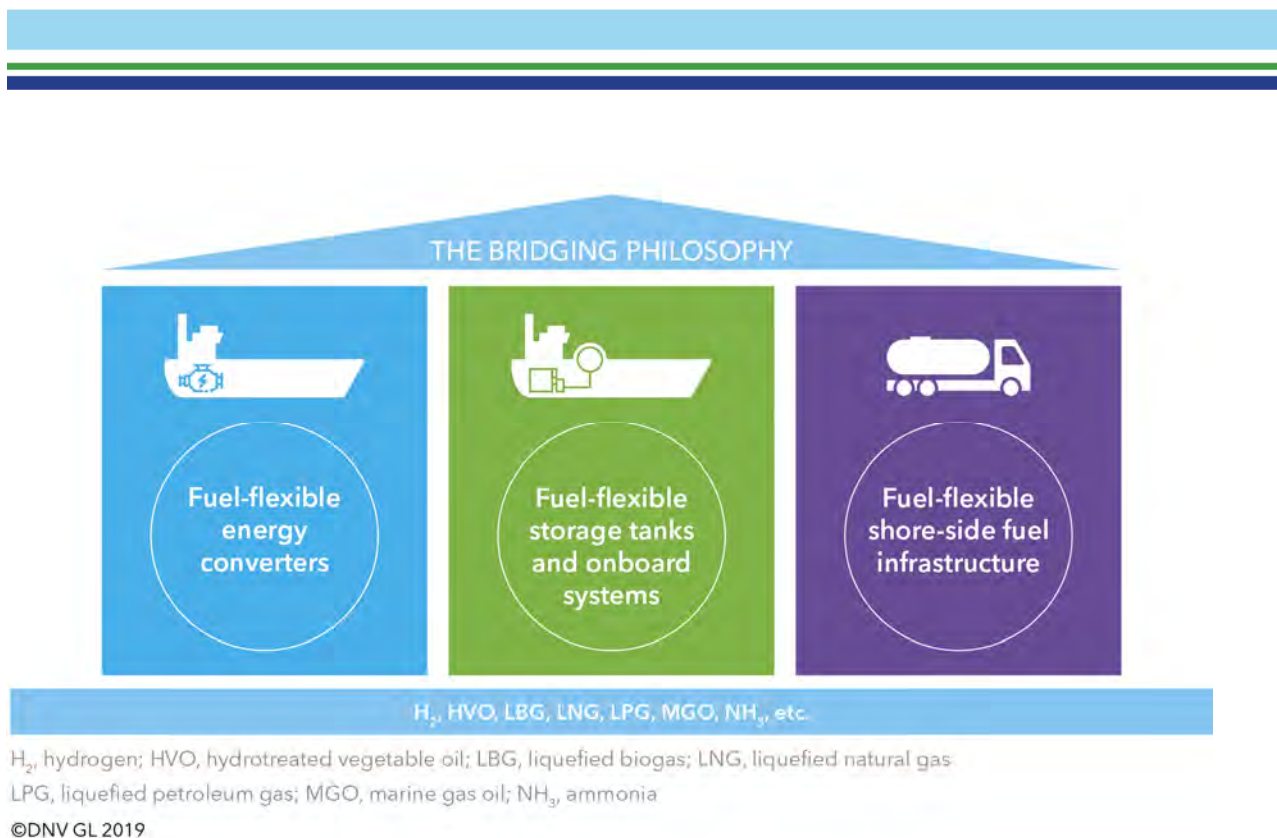 THE BRIDGING PHILOSOPHY
Fuel-flexible
energy
converters
Fuel-flexible
storage tanks
and onboard
systems
Fuel-flexible
shore-side fuel
infrastructure
H₂, HVO, LBG, LNG, LPG, MGO, NH₃, etc.
H₂, hydrogen; HVO, hydrotreated vegetable oil; LBG, liquefied biogas; LNG, liquefied natural gas
LPG, liquefied petroleum gas; MGO, marine gas oil; NH₃, ammonia
©DNV GL 2019